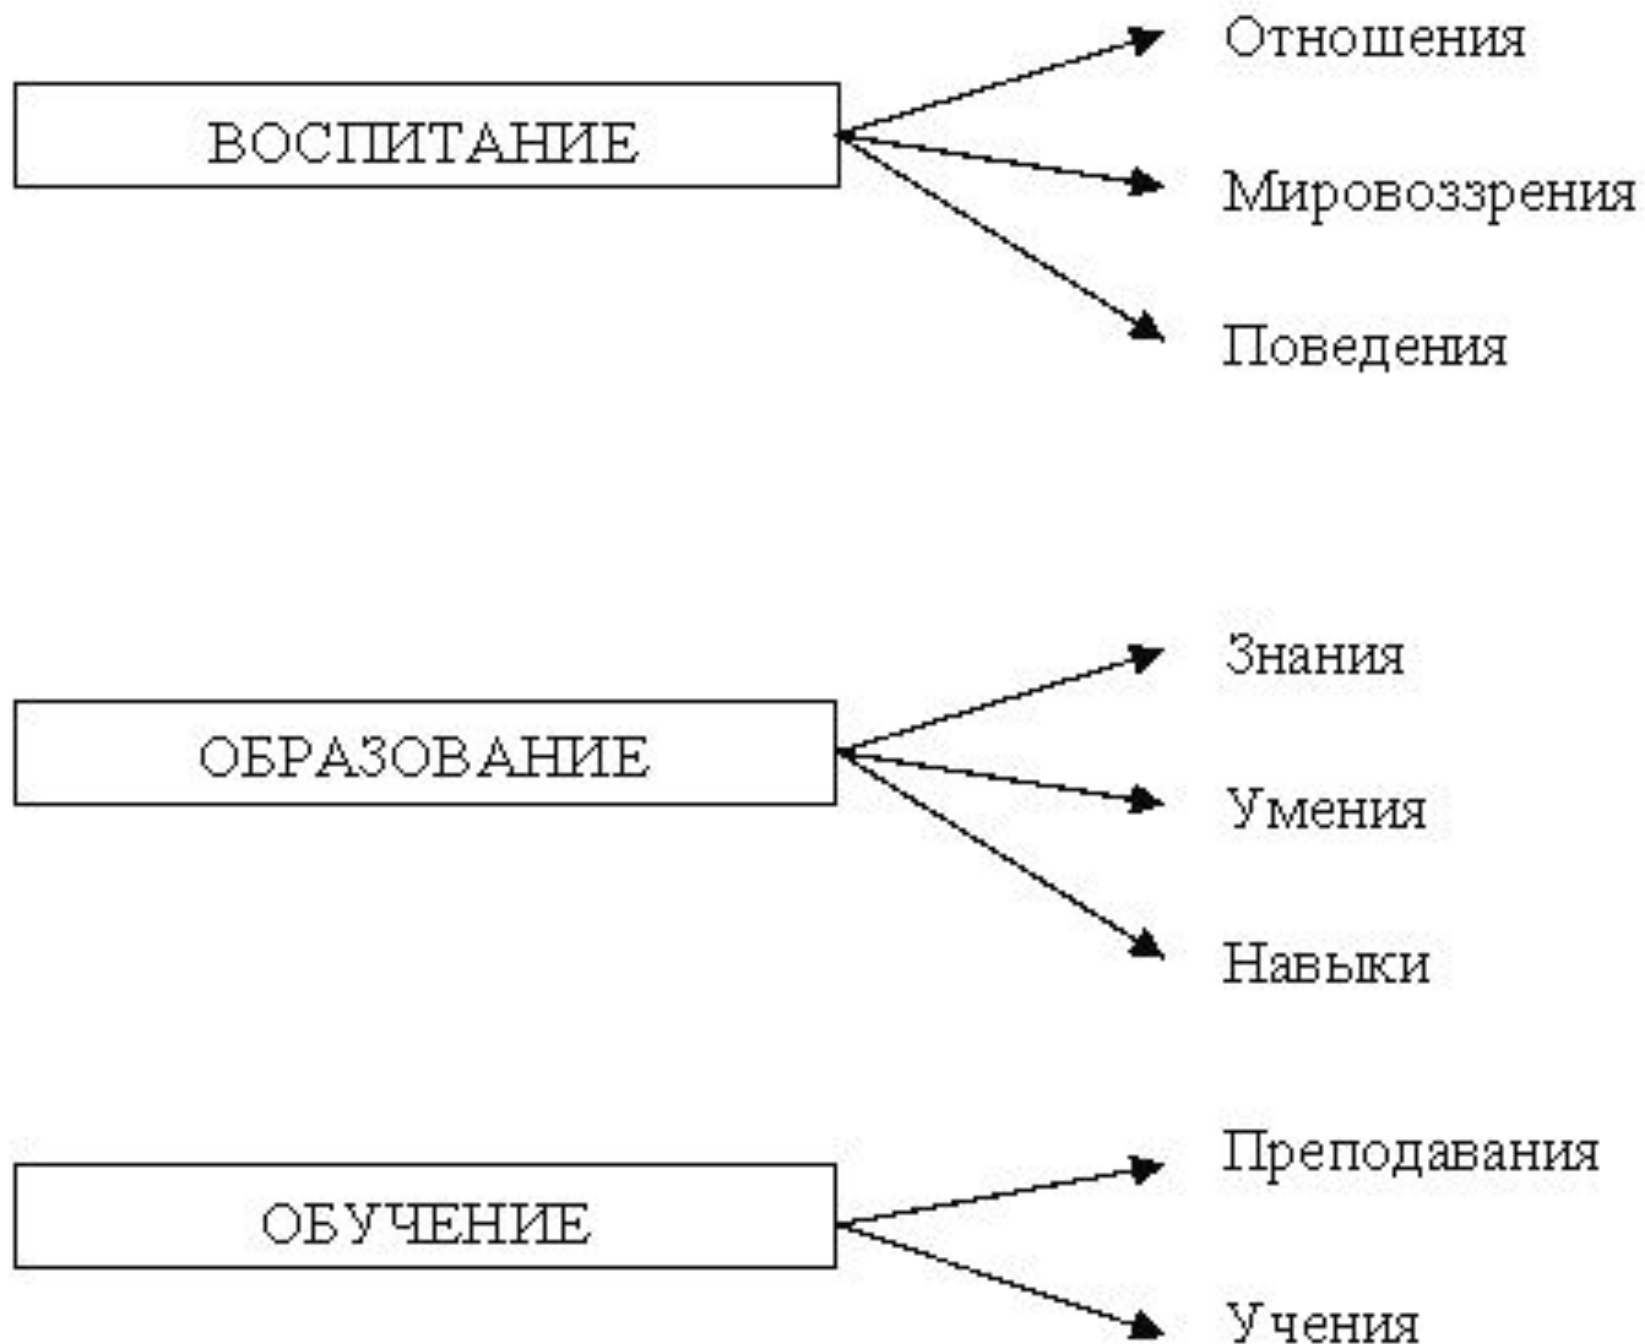 ВОСПИТАНИЕ
Отношения
Мировоззрения
Поведения
ОБРАЗОВАНИЕ
Знания
Умения
Навыки
ОБУЧЕНИЕ
Преподавания
Учения